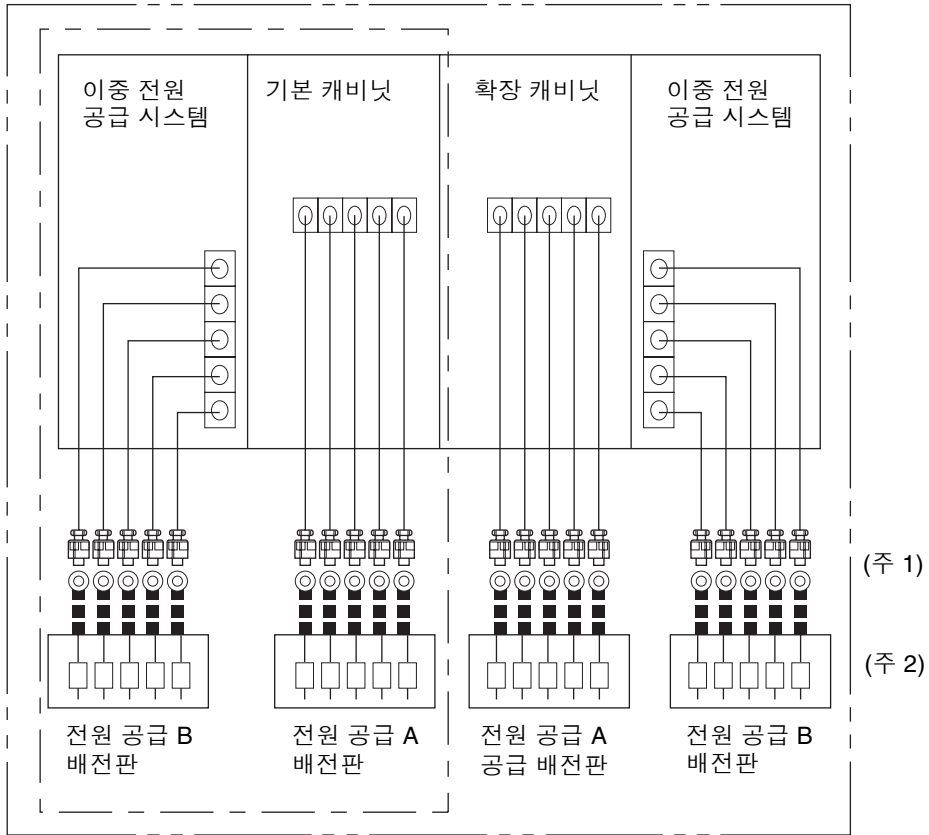 이중 전원
공급 시스템
기본 캐비닛
확장 캐비닛
이중 전원
공급 시스템
(주 1)
(주 2)
전원 공급 B
배전판
전원 공급 A
배전판
전원 공급 A
공급 배전판
전원 공급 B
배전판